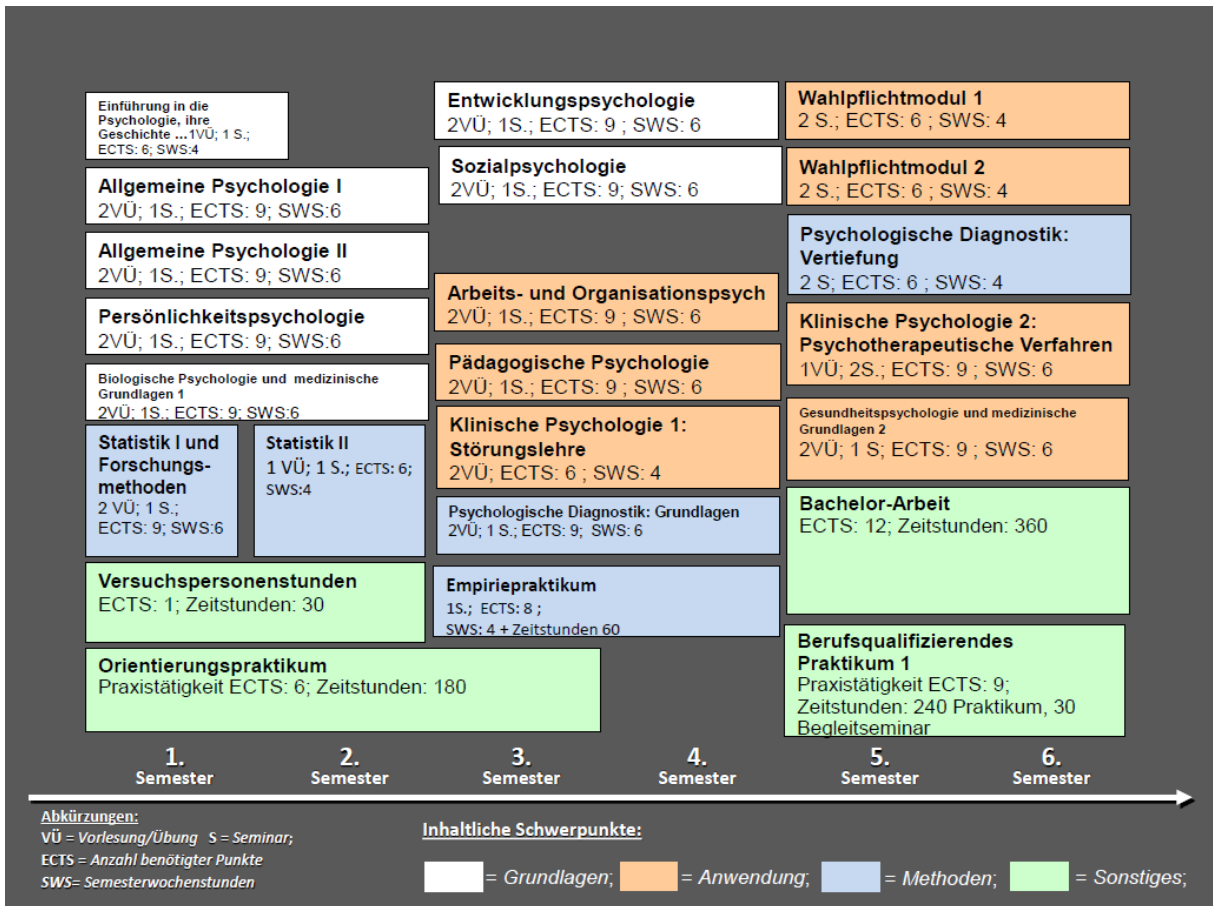 Einführung in die
Psychologie, ihre
Geschichte ...1VÜ; 1 S.;
ECTS: 6; SWS:4
Allgemeine Psychologie I
2VÜ; 1S.; ECTS: 9; SWS:6
Allgemeine Psychologie II
2VÜ; 1S.; ECTS: 9; SWS:6
Persönlichkeitspsychologie
2VÜ; 1S.; ECTS: 9; SWS:6
Biologische Psychologie und medizinische
Grundlagen 1
2VÜ; 1S.; ECTS: 9; SWS:6
Statistik I und
Forschungs-
methoden
2 VÜ; 1 S.;
ECTS: 9; SWS:6
Statistik II
1 VÜ; 1 S.; ECTS: 6;
SWS:4
Versuchspersonenstunden
ECTS: 1; Zeitstunden: 30
Orientierungspraktikum
Praxistätigkeit ECTS: 6; Zeitstunden: 180
Entwicklungspsychologie
2VÜ; 1S.; ECTS: 9 ; SWS: 6
Sozialpsychologie
2VÜ; 1S.; ECTS: 9; SWS: 6
Arbeits- und Organisationspsych
2VÜ; 1S.; ECTS: 9 ; SWS: 6
Pädagogische Psychologie
2VÜ; 1S.; ECTS: 9 ; SWS: 6
Klinische Psychologie 1:
Störungslehre
2VÜ; ECTS: 6 ; SWS: 4
Psychologische Diagnostik: Grundlagen
2VÜ; 1 S.; ECTS: 9; SWS: 6
Empiriepraktikum
1S.; ECTS: 8 ;
SWS: 4 + Zeitstunden 60
Wahlpflichtmodul 1
2 S.; ECTS: 6 ; SWS: 4
Wahlpflichtmodul 2
2 S.; ECTS: 6 ; SWS: 4
Psychologische Diagnostik:
Vertiefung
2 S; ECTS: 6 ; SWS: 4
Klinische Psychologie 2:
Psychotherapeutische Verfahren
1VÜ; 2S.; ECTS: 9 ; SWS: 6
Gesundheitspsychologie und medizinische
Grundlagen 2
2VÜ; 1 S; ECTS: 9 ; SWS: 6
Bachelor-Arbeit
ECTS: 12; Zeitstunden: 360
Berufsqualifizierendes
Praktikum 1
Praxistätigkeit ECTS: 9;
Zeitstunden: 240 Praktikum, 30
Begleitseminar
1.
Semester
2.
Semester
3.
Semester
4.
Semester
5.
Semester
6.
Semester
Abkürzungen:
VÜ = Vorlesung/Übung S = Seminar;
ECTS = Anzahl benötigter Punkte
SWS= Semesterwochenstunden
Inhaltliche Schwerpunkte:
= Grundlagen; = Anwendung; = Methoden; = Sonstiges;